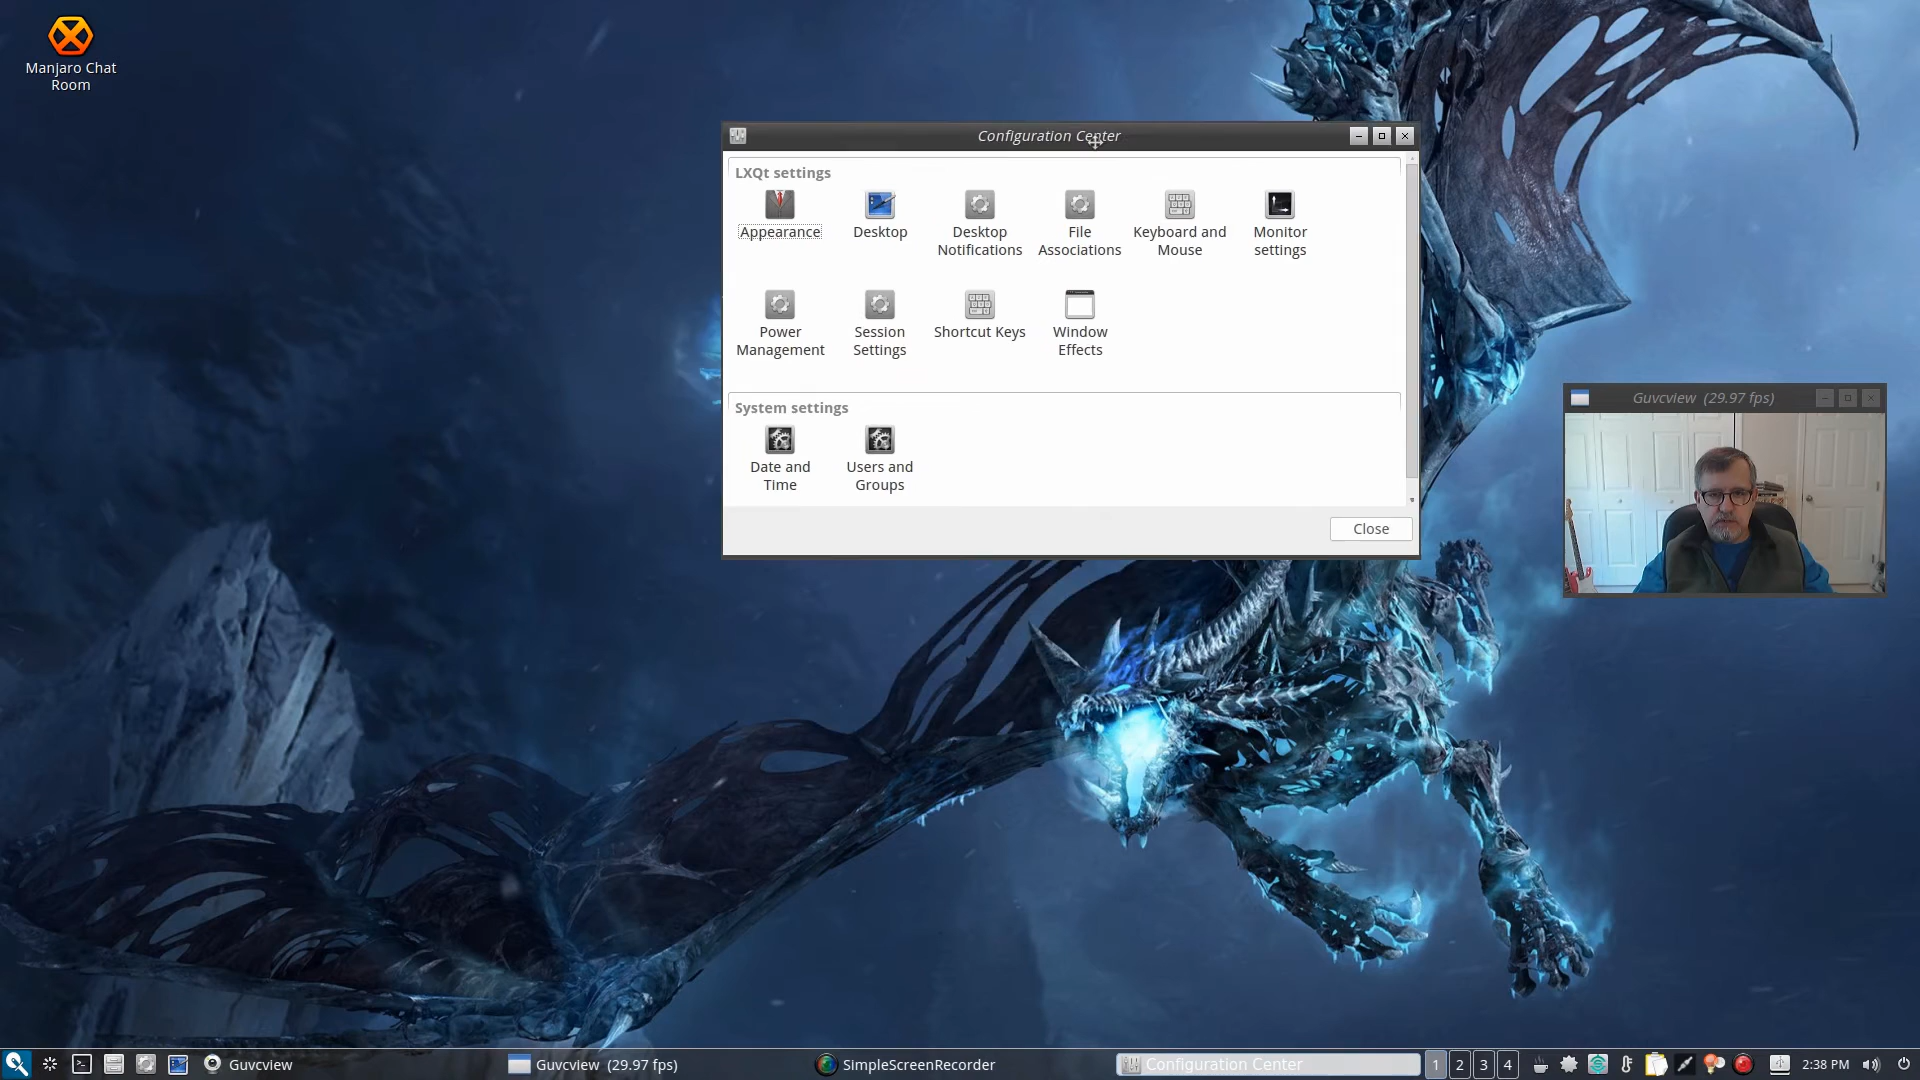 Manjaro Chat
Room
Configuration Center
LXQt settings
Appearance
Desktop
Desktop
Notifications
File
Associations
Keyboard and
Mouse
Monitor
settings
Power
Management
Session
Settings
Shortcut Keys
Window
Effects
System settings
Date and
Time
Users and
Groups
Close
Guvcview (29.97 fps)
Guvcview
Guvcview (29.97 fps)
SimpleScreenRecorder
Configuration Center
1 2 3 4
2:38 PM